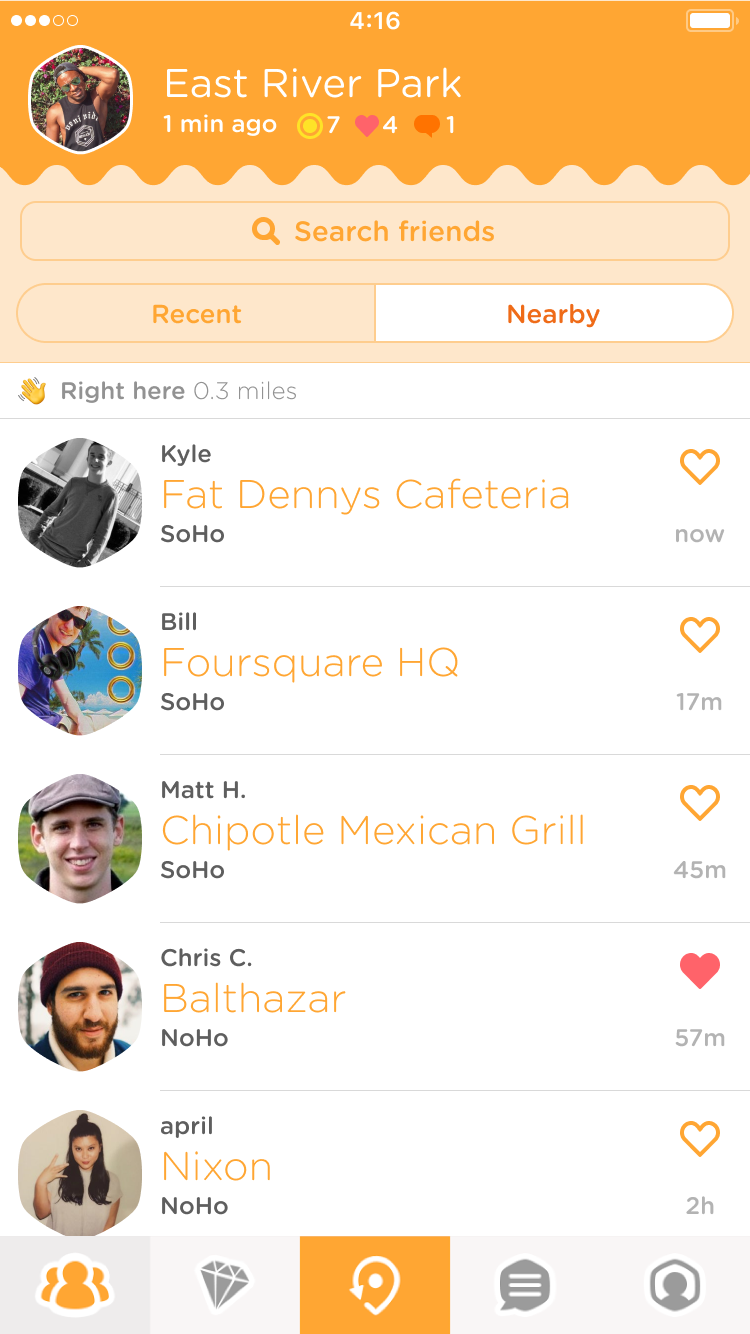 4:16
East River Park
1 min ago 7 4 1
Search friends
Recent Nearby
👋 Right here 0.3 miles
Kyle
Fat Dennys Cafeteria
SoHo now
Bill
Foursquare HQ
SoHo 17m
Matt H.
Chipotle Mexican Grill
SoHo 45m
Chris C.
Balthazar
NoHo 57m
april
Nixon
NoHo 2h